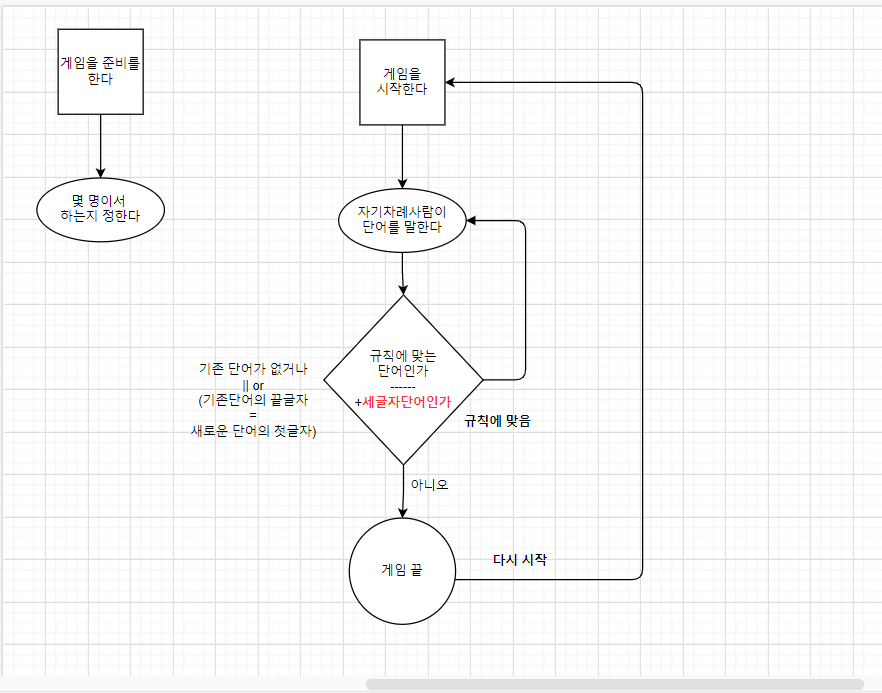 게임을 준비를
한다
몇 명이서
하는지 정한다
게임을
시작한다
자기차례사람이
단어를 말한다
규칙에 맞는
단어인가
------
+세글자단어인가
기존 단어가 없거나
|| or
(기존단어의 끝글자
=
새로운 단어의 첫글자)
규칙에 맞음
아니오
게임 끝
다시 시작